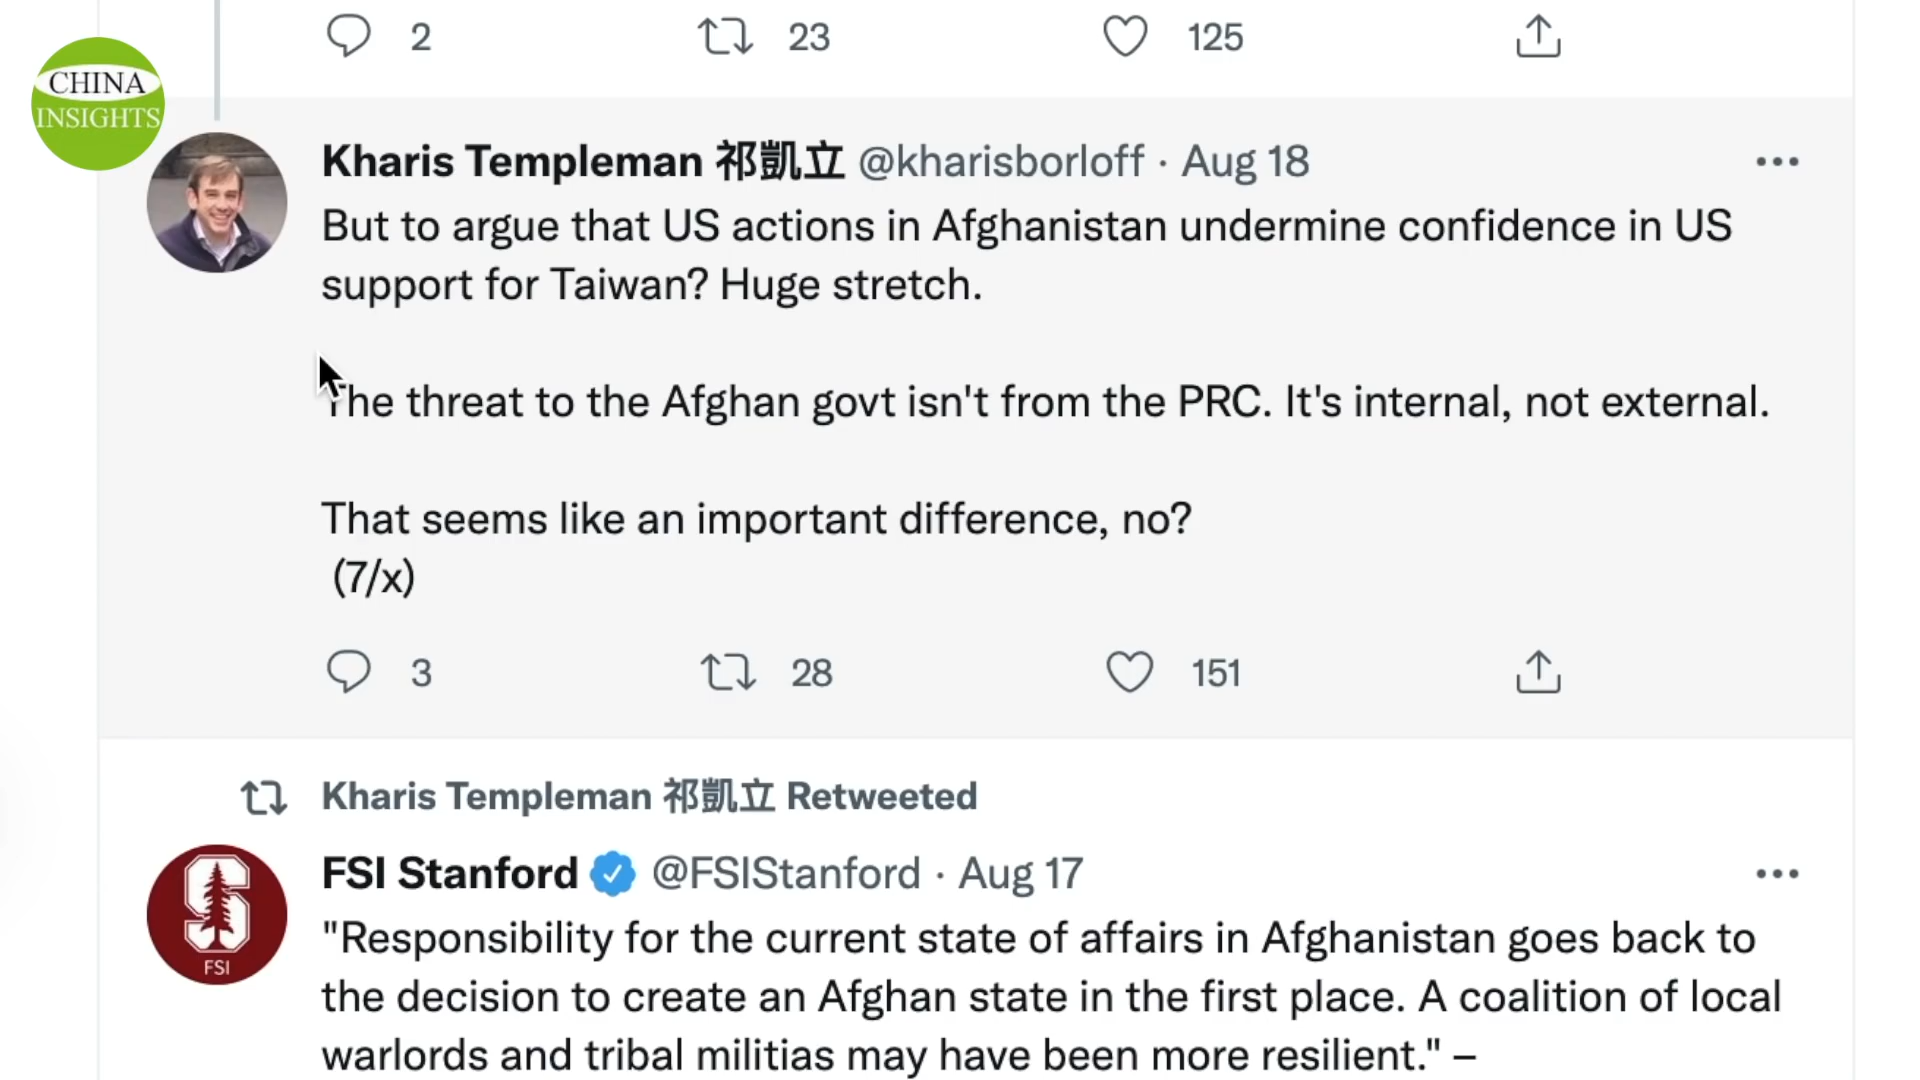 2 23 125
CHINA
INSIGHTS
Kharis Templeman 祁凱立 @kharisborloff · Aug 18
But to argue that US actions in Afghanistan undermine confidence in US
support for Taiwan? Huge stretch.
The threat to the Afghan govt isn't from the PRC. It's internal, not external.
That seems like an important difference, no?
(7/x)
3 28 151
Kharis Templeman 祁凱立 Retweeted
FSI Stanford @FSIStanford · Aug 17
FSI
"Responsibility for the current state of affairs in Afghanistan goes back to
the decision to create an Afghan state in the first place. A coalition of local
warlords and tribal militias may have been more resilient." –